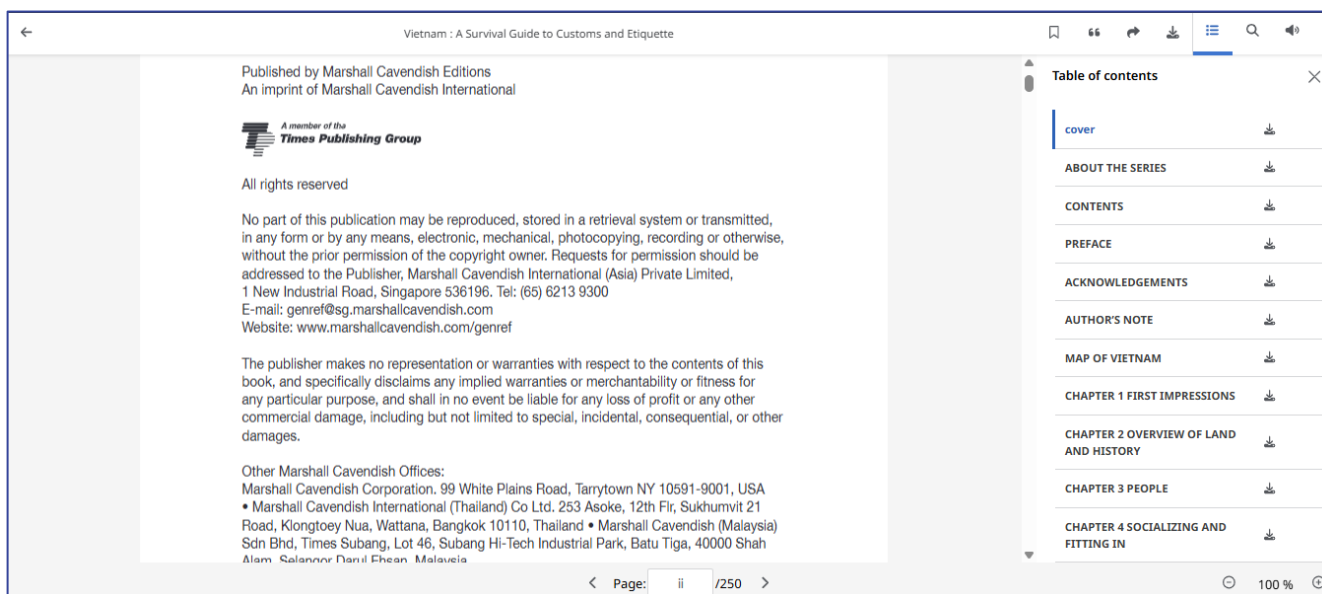 Vietnam : A Survival Guide to Customs and Etiquette
Published by Marshall Cavendish Editions
An imprint of Marshall Cavendish International
A member of the
Times Publishing Group
All rights reserved
No part of this publication may be reproduced, stored in a retrieval system or transmitted,
in any form or by any means, electronic, mechanical, photocopying, recording or otherwise,
without the prior permission of the copyright owner. Requests for permission should be
addressed to the Publisher, Marshall Cavendish International (Asia) Private Limited,
1 New Industrial Road, Singapore 536196. Tel: (65) 6213 9300
E-mail: genref@sg.marshallcavendish.com
Website: www.marshallcavendish.com/genref
The publisher makes no representation or warranties with respect to the contents of this
book, and specifically disclaims any implied warranties or merchantability or fitness for
any particular purpose, and shall in no event be liable for any loss of profit or any other
commercial damage, including but not limited to special, incidental, consequential, or other
damages.
Other Marshall Cavendish Offices:
Marshall Cavendish Corporation. 99 White Plains Road, Tarrytown NY 10591-9001, USA
• Marshall Cavendish International (Thailand) Co Ltd. 253 Asoke, 12th Flr, Sukhumvit 21
Road, Klongtoey Nua, Wattana, Bangkok 10110, Thailand • Marshall Cavendish (Malaysia)
Sdn Bhd, Times Subang, Lot 46, Subang Hi-Tech Industrial Park, Batu Tiga, 40000 Shah
Alam, Selangor Darul Ehsan, Malaysia
Table of contents
cover
ABOUT THE SERIES
CONTENTS
PREFACE
ACKNOWLEDGEMENTS
AUTHOR'S NOTE
MAP OF VIETNAM
CHAPTER 1 FIRST IMPRESSIONS
CHAPTER 2 OVERVIEW OF LAND
AND HISTORY
CHAPTER 3 PEOPLE
CHAPTER 4 SOCIALIZING AND
FITTING IN
Page: ii /250
100 %